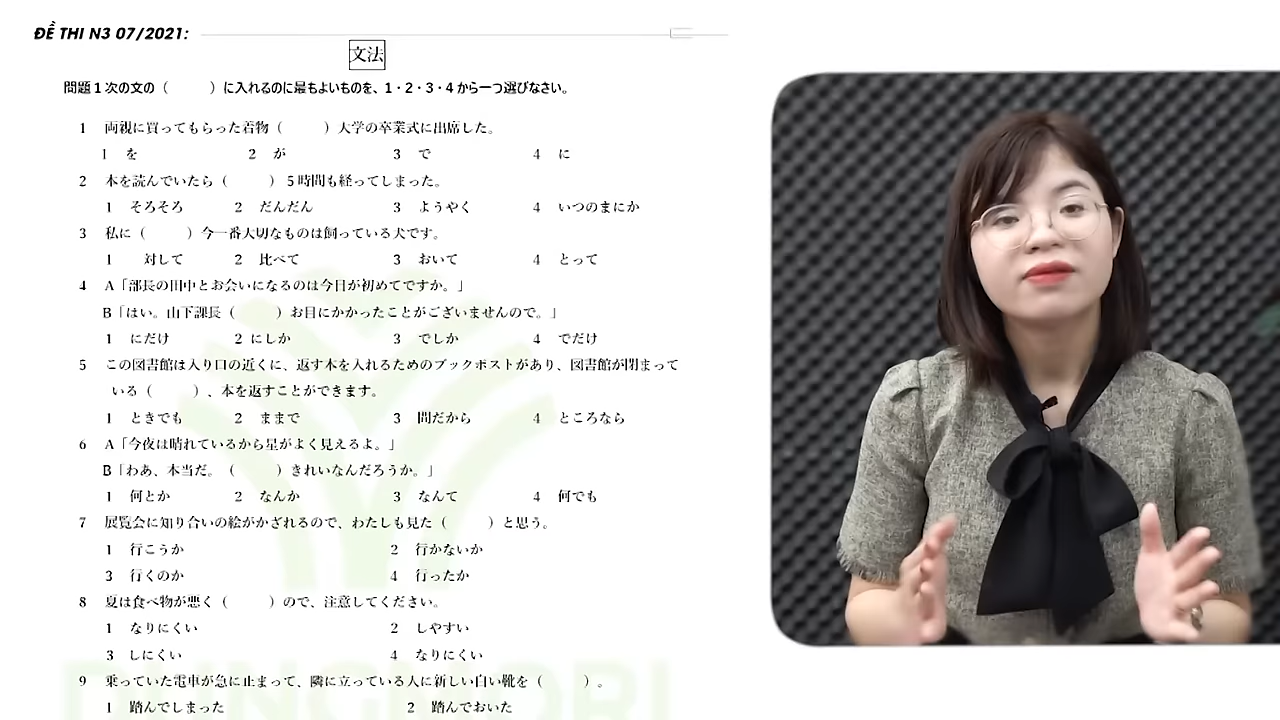 ĐỀ THI N3 07/2021:
文法
問題1次の文の（　　）に入れるのに最もよいものを、1・2・3・4から一つ選びなさい。
1 両親に買ってもらった着物（　　）大学の卒業式に出席した。
1 を 2 が 3 で 4 に
2 本を読んでいたら（　　）5時間も経ってしまった。
1 そろそろ 2 だんだん 3 ようやく 4 いつのまにか
3 私に（　　）今一番大切なものは飼っている犬です。
1 対して 2 比べて 3 おいて 4 とって
4 A「部長の田中とお会いになるのは今日が初めてですか。」
B「はい。山下課長（　　）お目にかかったことがございませんので。」
1 にだけ 2 にしか 3 でしか 4 でだけ
5 この図書館は入り口の近くに、返す本を入れるためのブックポストがあり、図書館が閉まって
いる（　　）、本を返すことができます。
1 ときでも 2 ままで 3 間だから 4 ところなら
6 A「今夜は晴れているから星がよく見えるよ。」
B「わあ、本当だ。（　　）きれいなんだろうか。」
1 何とか 2 なんか 3 なんて 4 何でも
7 展覧会に知り合いの絵がかざれるので、わたしも見た（　　）と思う。
1 行こうか 2 行かないか
3 行くのか 4 行ったか
8 夏は食べ物が悪く（　　）ので、注意してください。
1 なりにくい 2 しやすい
3 しにくい 4 なりにくい
9 乗っていた電車が急に止まって、隣に立っている人に新しい白い靴を（　　）。
1 踏んでしまった 2 踏んでおいた
DUNGMORI